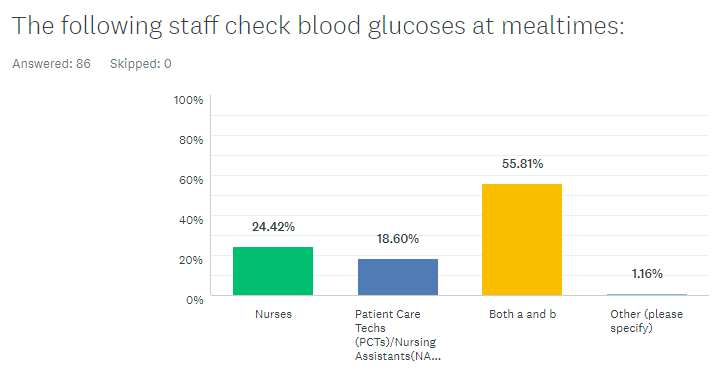 The following staff check blood glucoses at mealtimes:
Answered: 86 Skipped: 0
100%
80%
60%
40%
20%
0%
24.42%
18.60%
55.81%
1.16%
Nurses
Patient Care
Techs
(PCTs)/Nursing
Assistants(NA...
Both a and b
Other (please
specify)